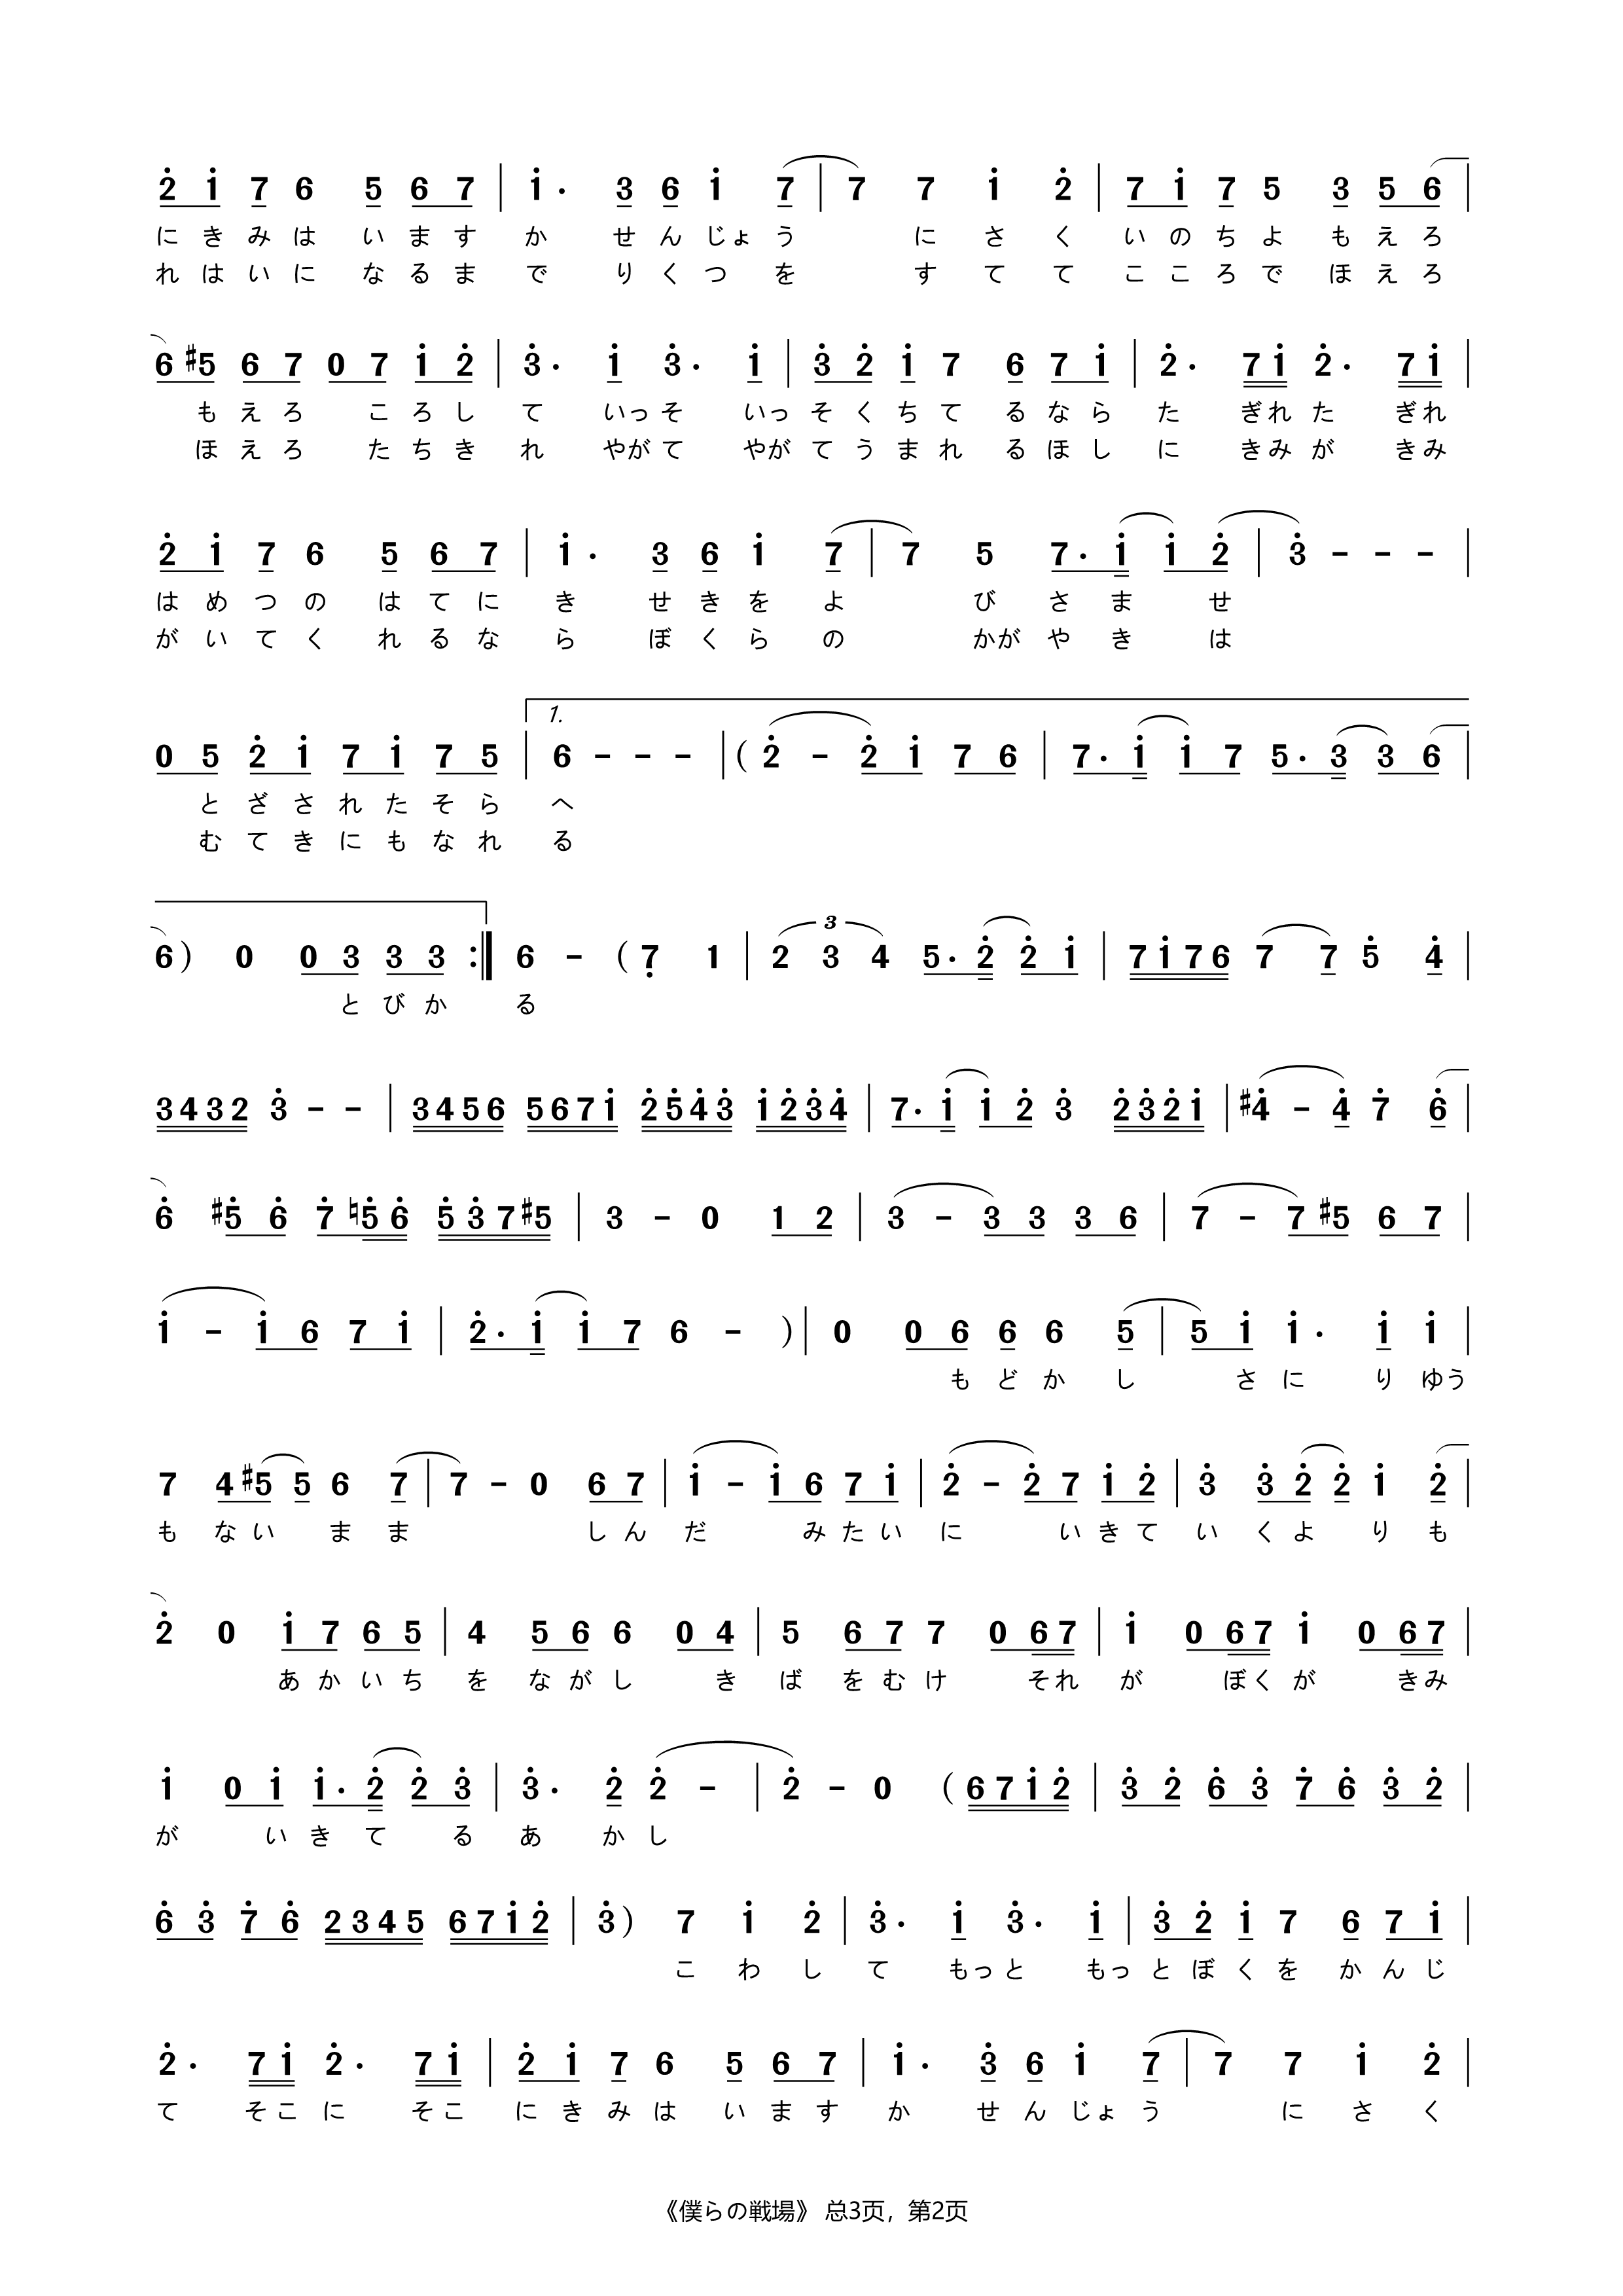 2̇ 1̇ 7 6 5 6 7 | 1̇ · 3 6 1̇ 7 | 7 7 1̇ 2̇ | 7 1̇ 7 5 3 5 6 |
に き み は い ま す か せ ん じょ う に さ く い の ち よ も え ろ
れ は い に な る ま で り く つ を す て て こ こ ろ で ほ え ろ
6 ♯5 6 7 0 7 1̇ 2̇ | 3̇ · 1̇ 3̇ · 1̇ | 3̇ 2̇ 1̇ 7 6 7 1̇ | 2̇ · 7 1̇ 2̇ · 7 1̇ |
も え ろ こ ろ し て いっ そ いっ そ く ち て る な ら た ぎれ た ぎれ
ほ え ろ た ち き れ やが て やが て う ま れ る ほ し に きみ が きみ
2̇ 1̇ 7 6 5 6 7 | 1̇ · 3 6 1̇ 7 | 7 5 7 · 1̇ 1̇ 2̇ | 3̇ - - - |
は め つ の は て に き せ き を よ び さ ま せ
が い て く れ る な ら ぼ く ら の かが や き は
0 5 2̇ 1̇ 7 1̇ 7 5 | 1. 6 - - - | ( 2̇ - 2̇ 1̇ 7 6 | 7 · 1̇ 1̇ 7 5 · 3 3 6 |
と ざ さ れ た そ ら へ
む て き に も な れ る
6 ) 0 0 3 3 3 :‖ 6 - ( 7̣ 1 | 3 2 3 4 5 · 2̇ 2̇ 1̇ | 7 1̇ 7 6 7 7 5̇ 4̇ |
と び か る
3 4 3 2 3̇ - - | 3 4 5 6 5 6 7 1̇ 2̇ 5̇ 4̇ 3̇ 1̇ 2̇ 3̇ 4̇ | 7 · 1̇ 1̇ 2̇ 3̇ 2̇ 3̇ 2̇ 1̇ | ♯4̇ - 4̇ 7̇ 6̇ |
6̇ ♯5̇ 6̇ 7̇ ♮5̇ 6̇ 5̇ 3̇ 7 ♯5 | 3 - 0 1 2 | 3 - 3 3 3 6 | 7 - 7 ♯5 6 7 |
1̇ - 1̇ 6 7 1̇ | 2̇ · 1̇ 1̇ 7 6 - ) | 0 0 6 6 6 5 | 5 1̇ 1̇ · 1̇ 1̇ |
も ど か し さ に り ゆう
7 4 ♯5 5 6 7 | 7 - 0 6 7 | 1̇ - 1̇ 6 7 1̇ | 2̇ - 2̇ 7 1̇ 2̇ | 3̇ 3̇ 2̇ 2̇ 1̇ 2̇ |
も な い ま ま し ん だ み た い に い き て い く よ り も
2̇ 0 1̇ 7 6 5 | 4 5 6 6 0 4 | 5 6 7 7 0 6 7 | 1̇ 0 6 7 1̇ 0 6 7 |
あ か い ち を な が し き ば を む け それ が ぼく が きみ
1̇ 0 1̇ 1̇ · 2̇ 2̇ 3̇ | 3̇ · 2̇ 2̇ - | 2̇ - 0 ( 6 7 1̇ 2̇ | 3̇ 2̇ 6̇ 3̇ 7̇ 6̇ 3̇ 2̇ |
が い き て る あ か し
6̇ 3̇ 7̇ 6̇ 2 3 4 5 6 7 1̇ 2̇ | 3̇ ) 7 1̇ 2̇ | 3̇ · 1̇ 3̇ · 1̇ | 3̇ 2̇ 1̇ 7 6 7 1̇ |
こ わ し て もっ と もっ と ぼ く を か ん じ
2̇ · 7 1̇ 2̇ · 7 1̇ | 2̇ 1̇ 7 6 5 6 7 | 1̇ · 3̇ 6 1̇ 7 | 7 7 1̇ 2̇ |
て そこ に そこ に き み は い ま す か せ ん じょ う に さ く
《僕らの戦場》 总3页，第2页